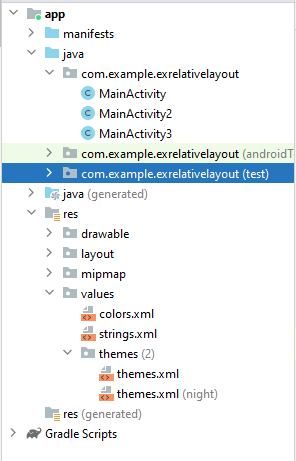 app
manifests
java
com.example.exrelativelayout
MainActivity
MainActivity2
MainActivity3
com.example.exrelativelayout (androidT
com.example.exrelativelayout (test)
java (generated)
res
drawable
layout
mipmap
values
colors.xml
strings.xml
themes (2)
themes.xml
themes.xml (night)
res (generated)
Gradle Scripts